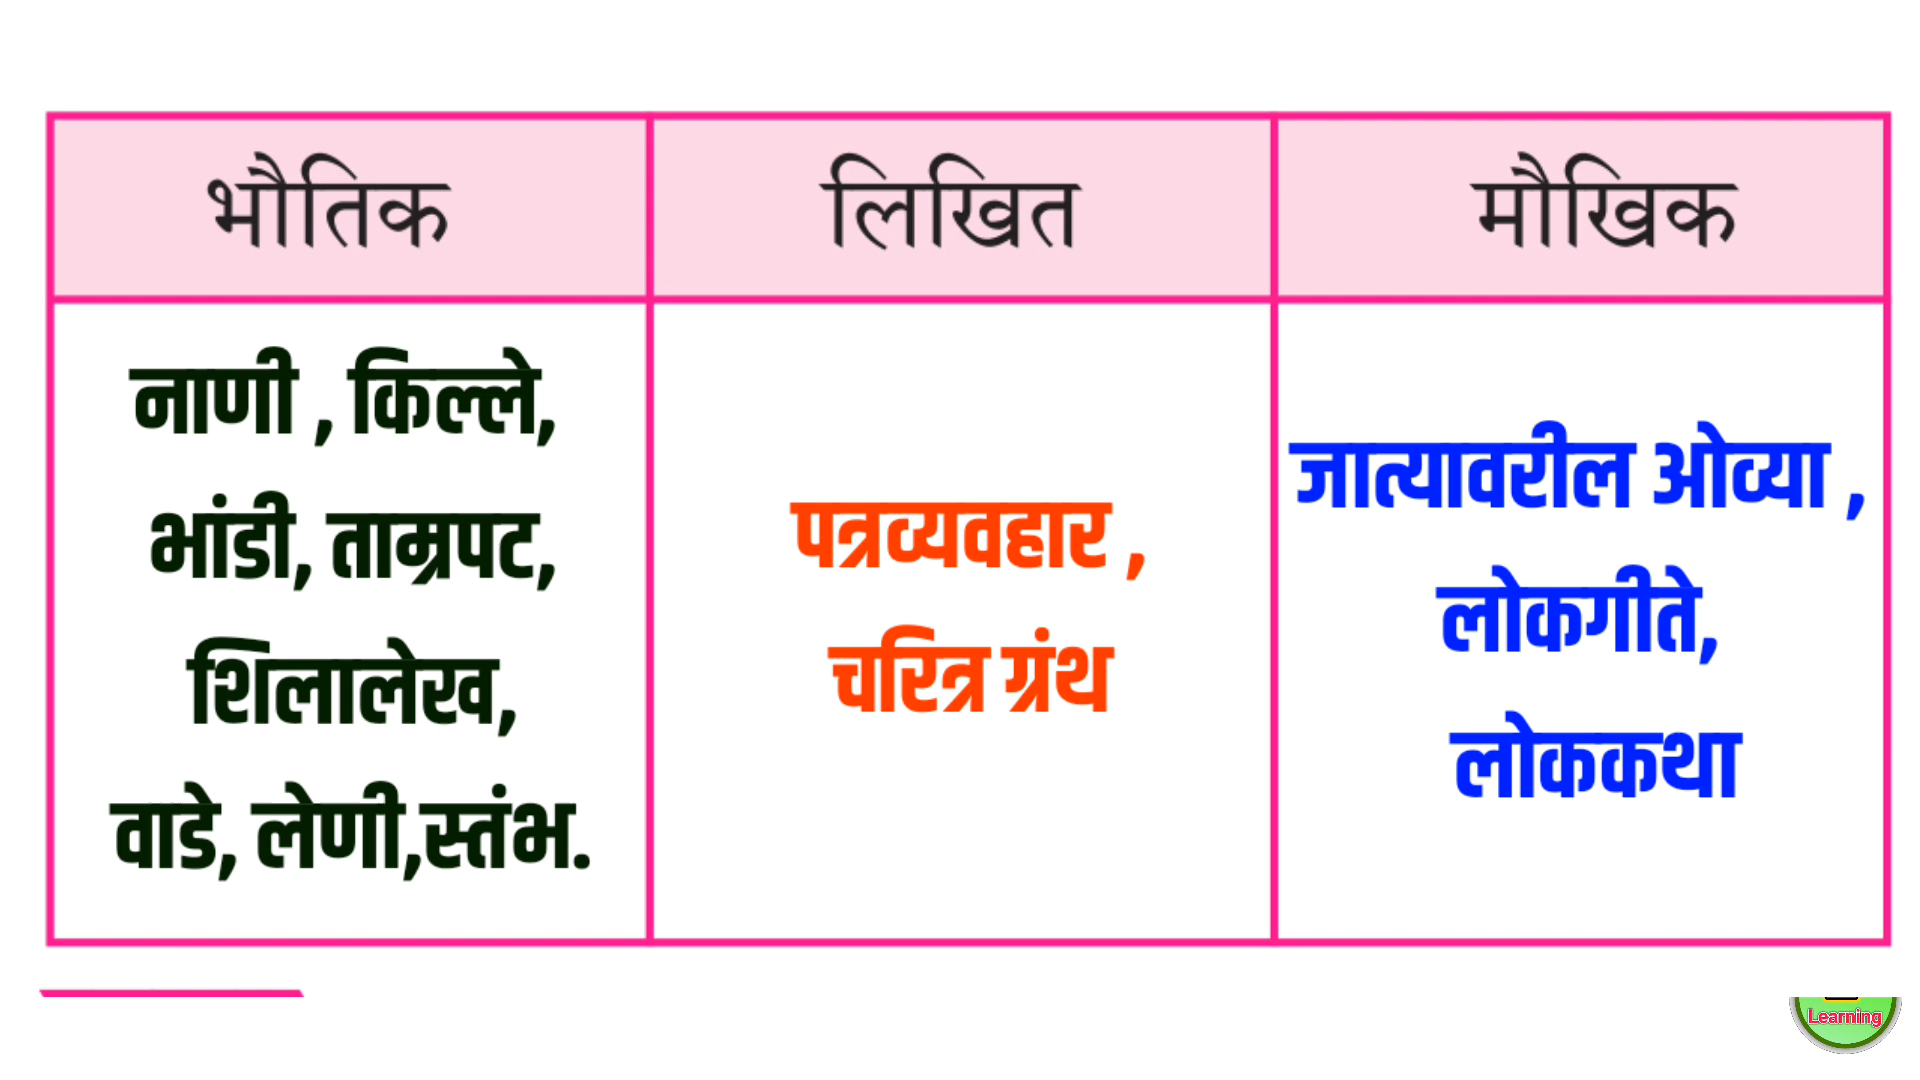 भौतिक
लिखित
मौखिक
नाणी , किल्ले,
भांडी, ताम्रपट,
शिलालेख,
वाडे, लेणी,स्तंभ.
पत्रव्यवहार ,
चरित्र ग्रंथ
जात्यावरील ओव्या ,
लोकगीते,
लोककथा
Learning